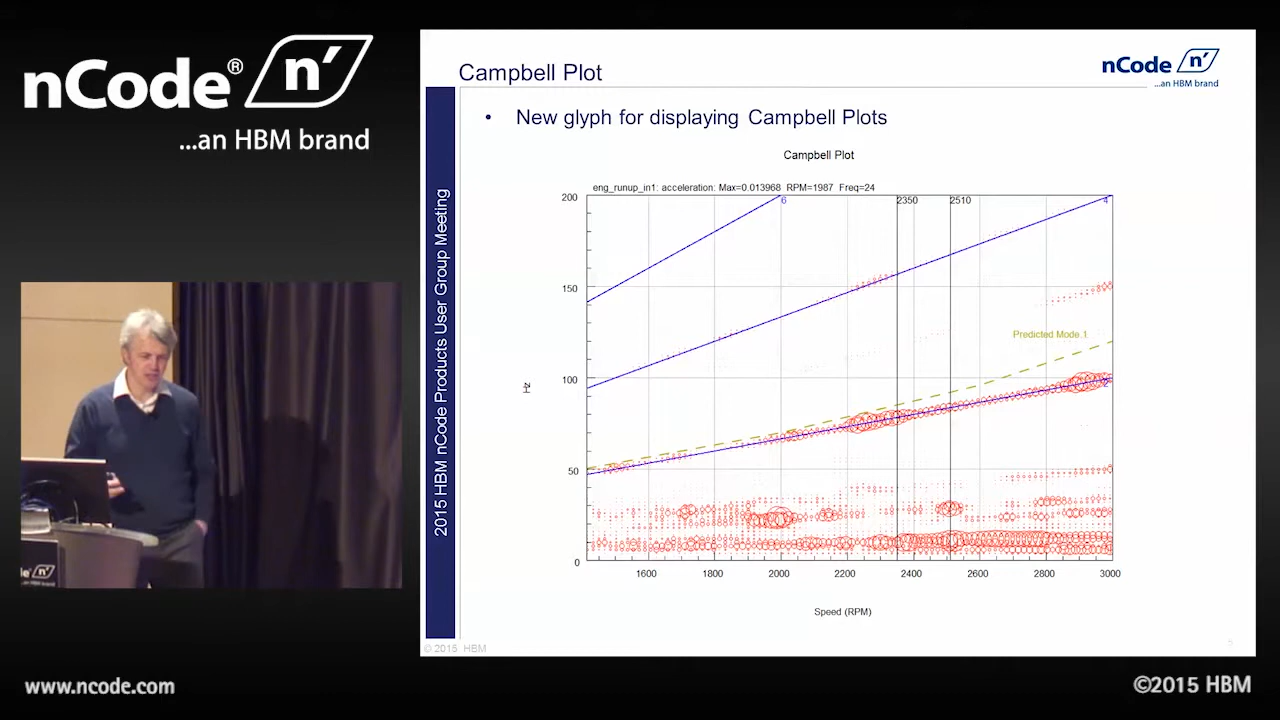 nCode® n'
...an HBM brand
Campbell Plot
nCode n'
...an HBM brand
• New glyph for displaying Campbell Plots
2015 HBM nCode Products User Group Meeting
Campbell Plot
eng_runup_in1: acceleration: Max=0.013968 RPM=1987 Freq=24
200
6
2350
2510
4
150
Predicted Mode.1
Hz
100
2
50
0
1600 1800 2000 2200 2400 2600 2800 3000
Speed (RPM)
n'
© 2015 HBM
5
www.ncode.com
©2015 HBM